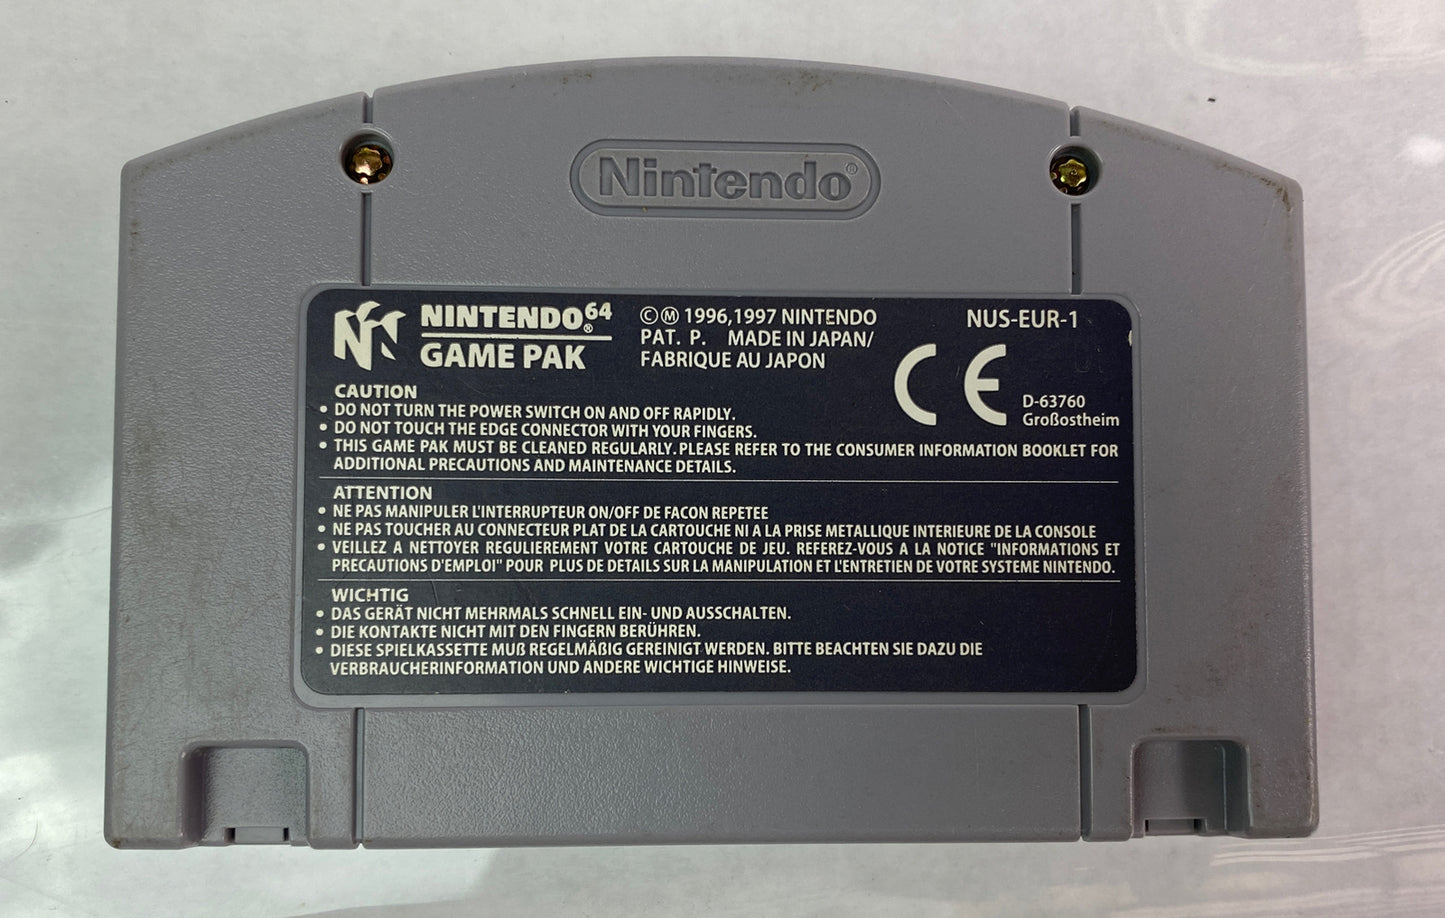 Nintendo®
NINTENDO64®
GAME PAK
©Ⓜ 1996,1997 NINTENDO
PAT. P. MADE IN JAPAN/
FABRIQUE AU JAPON
NUS-EUR-1
CE
D-63760
Großostheim
CAUTION
• DO NOT TURN THE POWER SWITCH ON AND OFF RAPIDLY.
• DO NOT TOUCH THE EDGE CONNECTOR WITH YOUR FINGERS.
• THIS GAME PAK MUST BE CLEANED REGULARLY. PLEASE REFER TO THE CONSUMER INFORMATION BOOKLET FOR
ADDITIONAL PRECAUTIONS AND MAINTENANCE DETAILS.
ATTENTION
• NE PAS MANIPULER L'INTERRUPTEUR ON/OFF DE FACON REPETEE
• NE PAS TOUCHER AU CONNECTEUR PLAT DE LA CARTOUCHE NI A LA PRISE METALLIQUE INTERIEURE DE LA CONSOLE
• VEILLEZ A NETTOYER REGULIEREMENT VOTRE CARTOUCHE DE JEU. REFEREZ-VOUS A LA NOTICE "INFORMATIONS ET
PRECAUTIONS D'EMPLOI" POUR PLUS DE DETAILS SUR LA MANIPULATION ET L'ENTRETIEN DE VOTRE SYSTEME NINTENDO.
WICHTIG
• DAS GERÄT NICHT MEHRMALS SCHNELL EIN- UND AUSSCHALTEN.
• DIE KONTAKTE NICHT MIT DEN FINGERN BERÜHREN.
• DIESE SPIELKASSETTE MUß REGELMÄßIG GEREINIGT WERDEN. BITTE BEACHTEN SIE DAZU DIE
VERBRAUCHERINFORMATION UND ANDERE WICHTIGE HINWEISE.